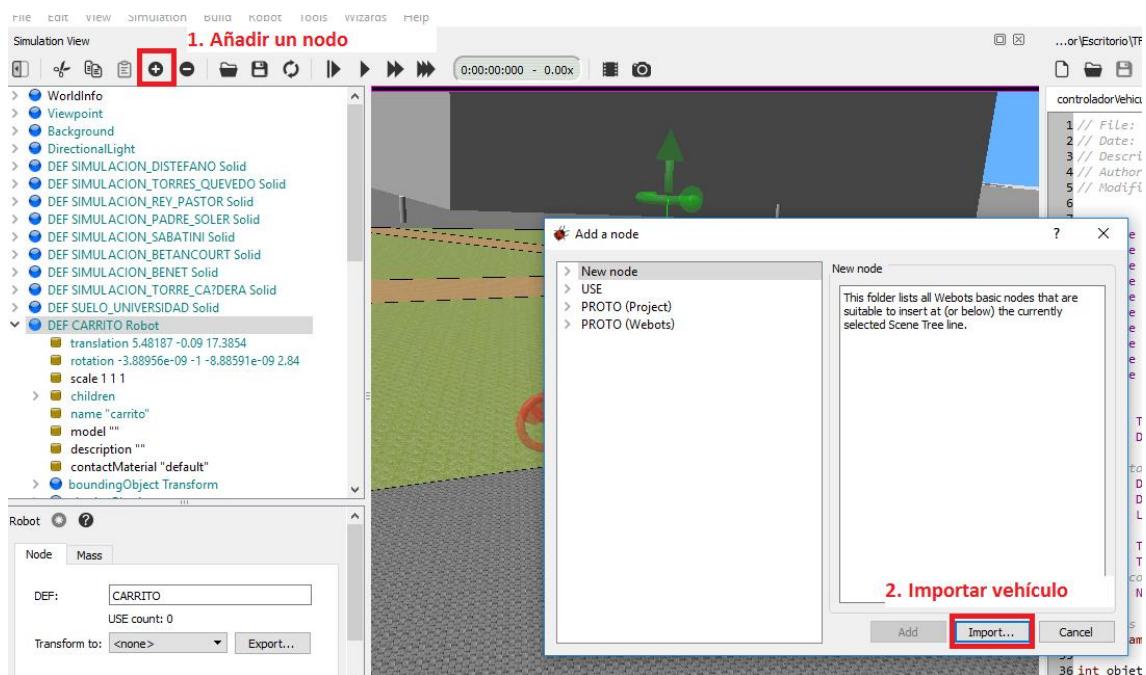 File Edit View Simulation Build Robot Tools Wizards Help
Simulation View
1. Añadir un nodo
...or\Escritorio\TF
0:00:00:000 - 0.00x
WorldInfo
Viewpoint
Background
DirectionalLight
DEF SIMULACION_DISTEFANO Solid
DEF SIMULACION_TORRES_QUEVEDO Solid
DEF SIMULACION_REY_PASTOR Solid
DEF SIMULACION_PADRE_SOLER Solid
DEF SIMULACION_SABATINI Solid
DEF SIMULACION_BETANCOURT Solid
DEF SIMULACION_BENET Solid
DEF SIMULACION_TORRE_CA?DERA Solid
DEF SUELO_UNIVERSIDAD Solid
DEF CARRITO Robot
translation 5.48187 -0.09 17.3854
rotation -3.88956e-09 -1 -8.88591e-09 2.84
scale 1 1 1
children
name "carrito"
model ""
description ""
contactMaterial "default"
boundingObject Transform
Robot
Node Mass
DEF: CARRITO
USE count: 0
Transform to: <none> Export...
Add a node ? X
New node
USE
PROTO (Project)
PROTO (Webots)
New node
This folder lists all Webots basic nodes that are
suitable to insert at (or below) the currently
selected Scene Tree line.
2. Importar vehículo
Add Import... Cancel
controladorVehicu
1 // File:
2 // Date:
3 // Descri
4 // Author
5 // Modifi
6
36 int objet